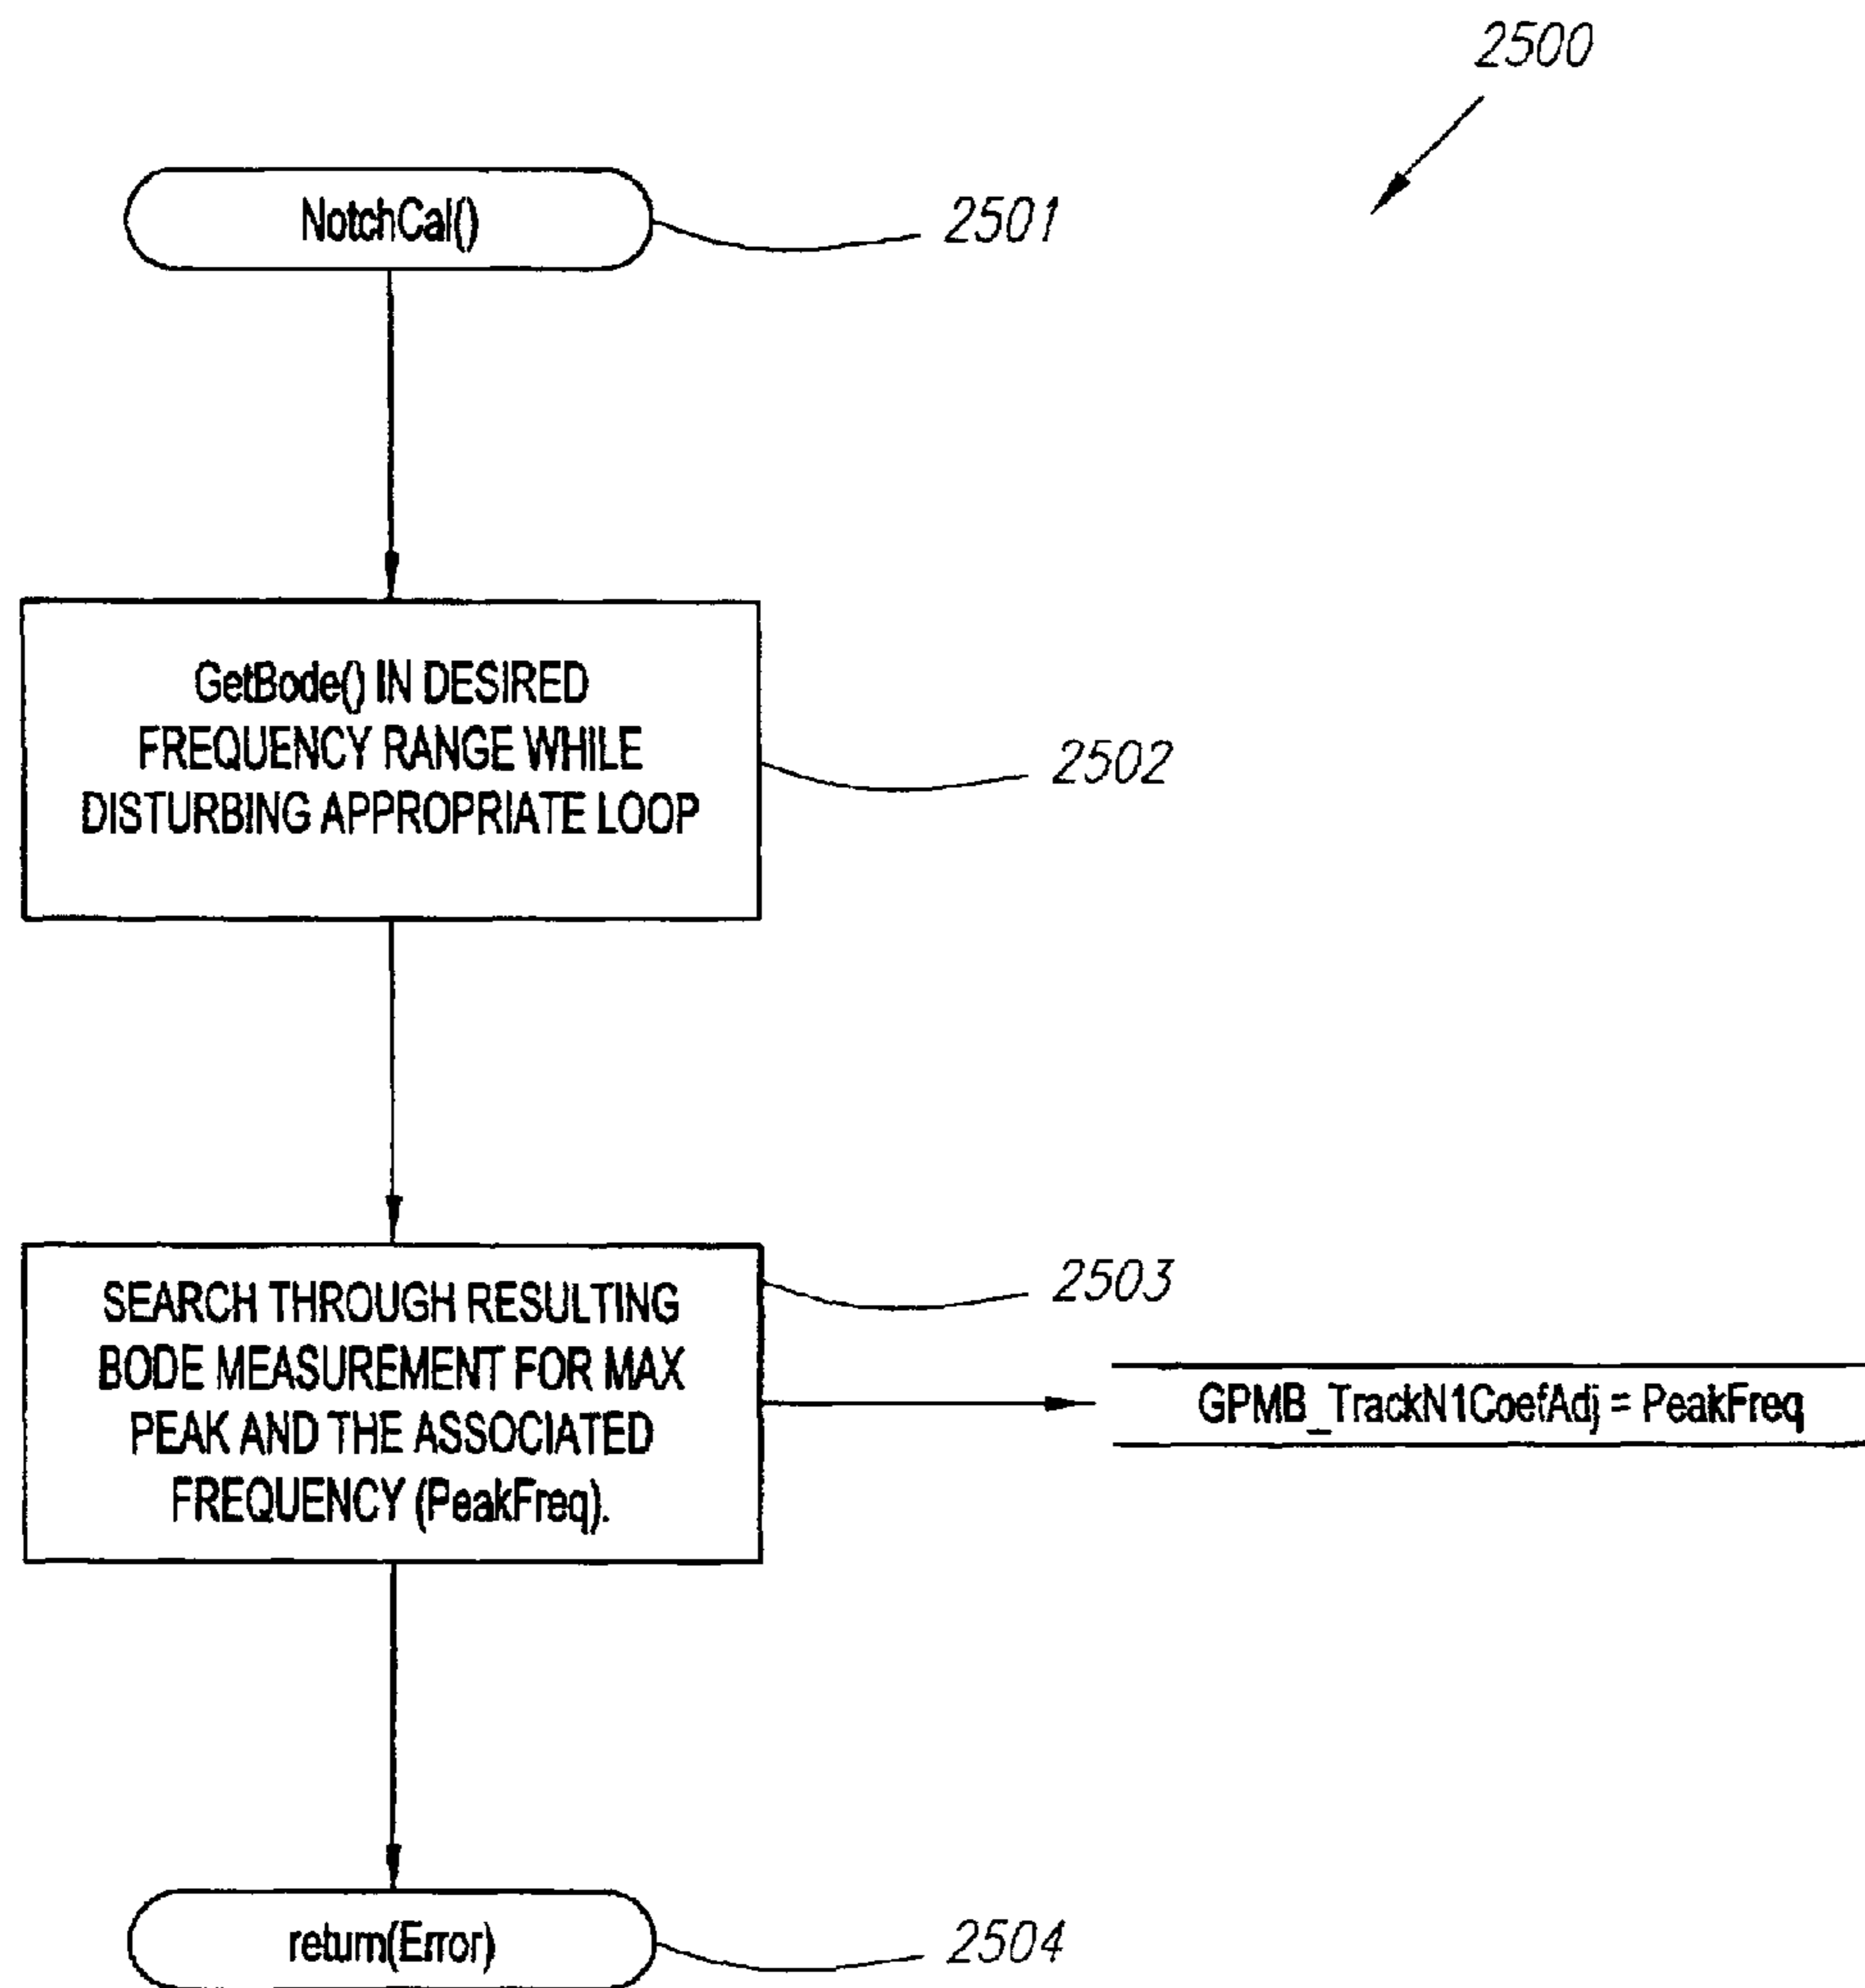 2500
NotchCal()
2501
GetBode() IN DESIRED
FREQUENCY RANGE WHILE
DISTURBING APPROPRIATE LOOP
2502
SEARCH THROUGH RESULTING
BODE MEASUREMENT FOR MAX
PEAK AND THE ASSOCIATED
FREQUENCY (PeakFreq).
2503
GPMB_TrackN1CoefAdj = PeakFreq
return(Error)
2504